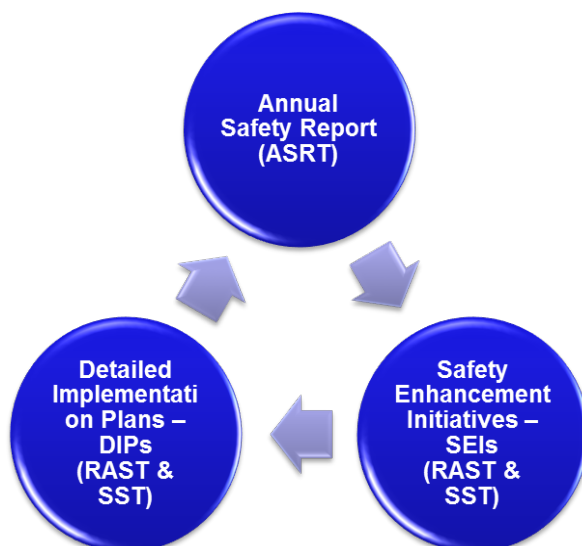 Annual
Safety Report
(ASRT)
Detailed
Implementati
on Plans –
DIPs
(RAST &
SST)
Safety
Enhancement
Initiatives –
SEIs
(RAST &
SST)